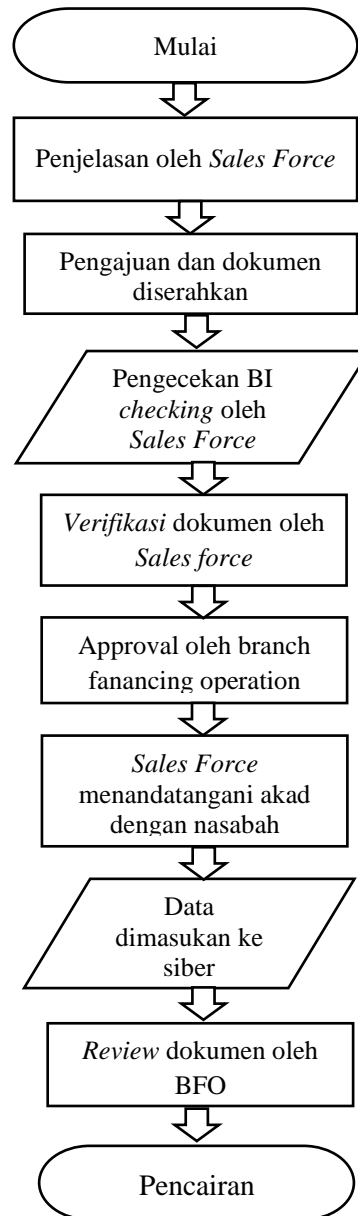 Mulai
Penjelasan oleh Sales Force
Pengajuan dan dokumen
diserahkan
Pengecekan BI
checking oleh
Sales Force
Verifikasi dokumen oleh
Sales force
Approval oleh branch
fanancing operation
Sales Force
menandatangani akad
dengan nasabah
Data
dimasukan ke
siber
Review dokumen oleh
BFO
Pencairan